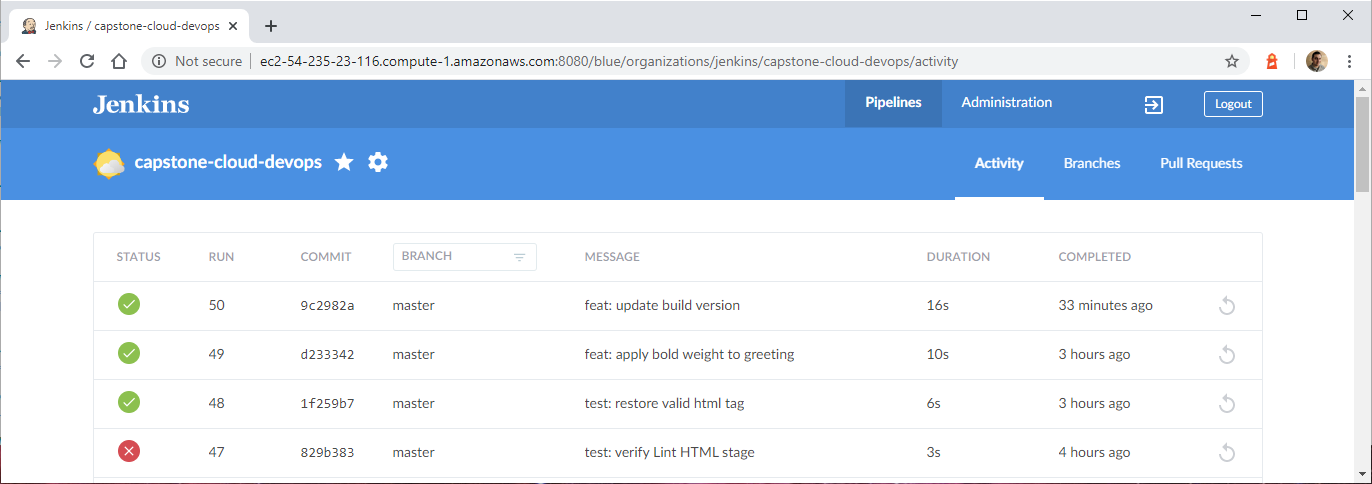 Jenkins / capstone-cloud-devops
Not secure ec2-54-235-23-116.compute-1.amazonaws.com:8080/blue/organizations/jenkins/capstone-cloud-devops/activity
Jenkins Pipelines Administration Logout
capstone-cloud-devops Activity Branches Pull Requests
STATUS RUN COMMIT BRANCH MESSAGE DURATION COMPLETED
50 9c2982a master feat: update build version 16s 33 minutes ago
49 d233342 master feat: apply bold weight to greeting 10s 3 hours ago
48 1f259b7 master test: restore valid html tag 6s 3 hours ago
47 829b383 master test: verify Lint HTML stage 3s 4 hours ago